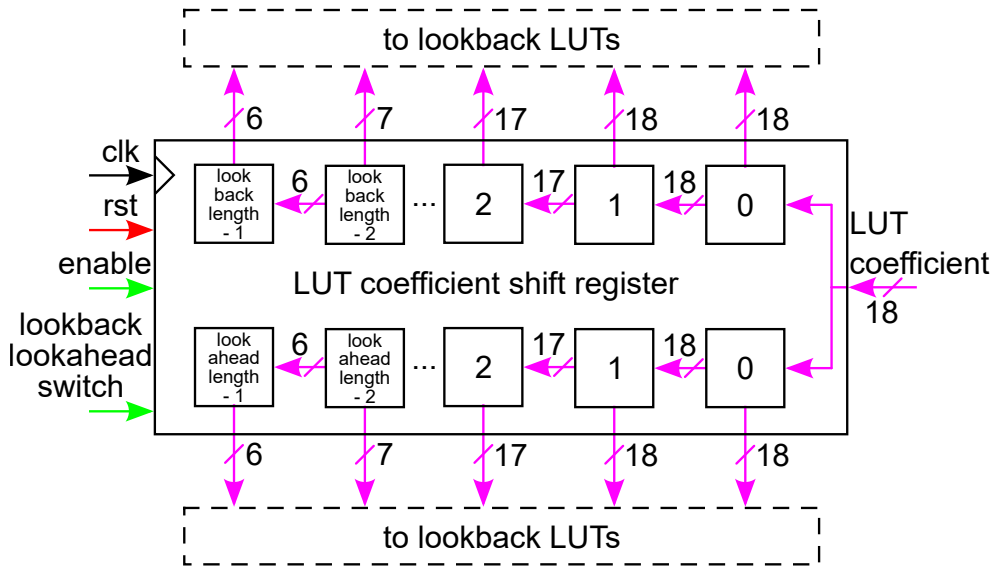 to lookback LUTs
6
7
17
18
18
clk
rst
enable
lookback
lookahead
switch
look
back
length
- 1
6
look
back
length
- 2
...
2
17
1
18
0
LUT
coefficient
18
LUT coefficient shift register
look
ahead
length
- 1
6
look
ahead
length
- 2
...
2
17
1
18
0
6
7
17
18
18
to lookback LUTs